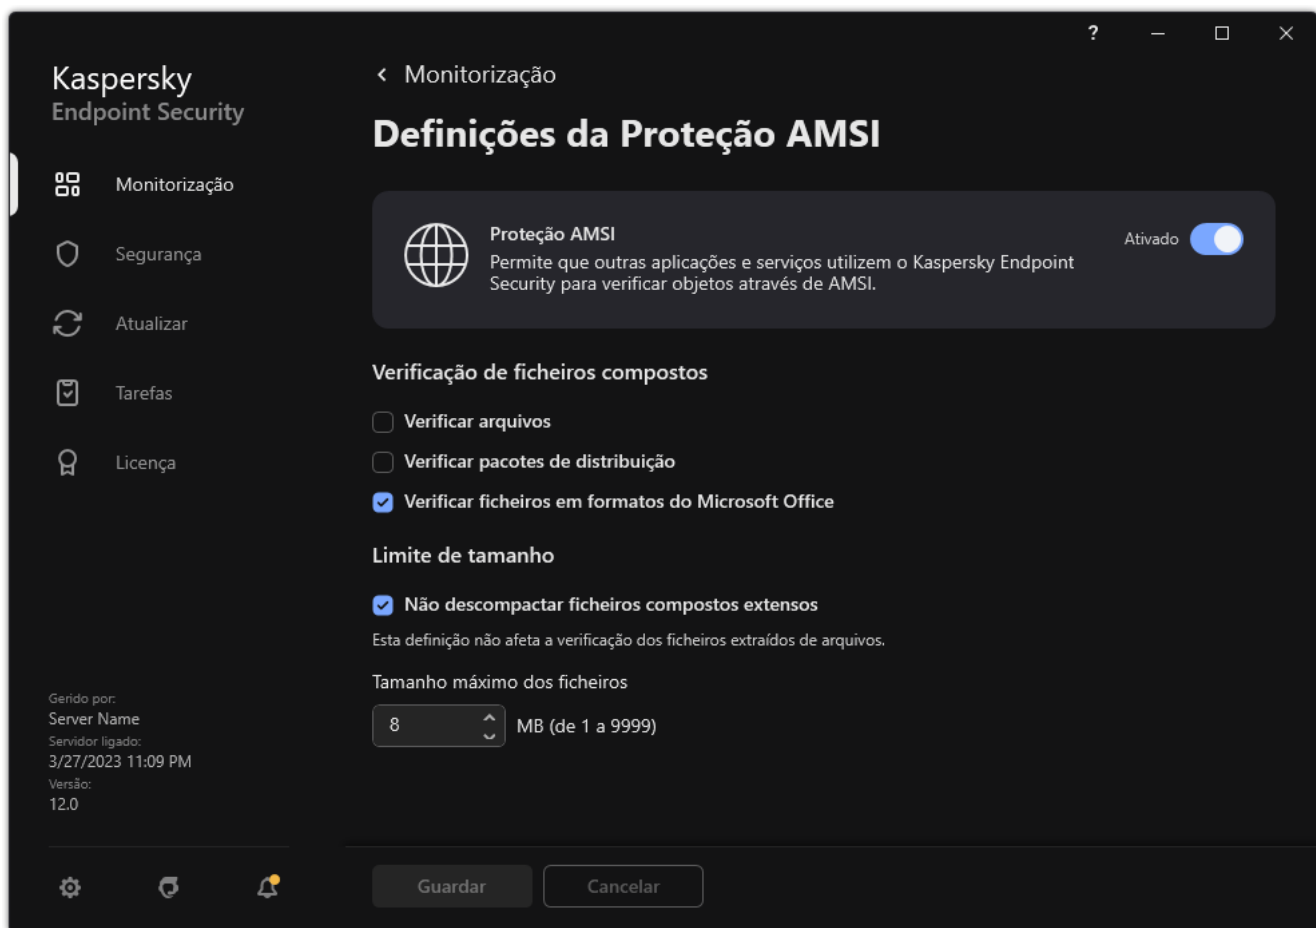 ?
Kaspersky
Endpoint Security
Monitorização
Segurança
Atualizar
Tarefas
Licença
Gerido por:
Server Name
Servidor ligado:
3/27/2023 11:09 PM
Versão:
12.0
Monitorização
Definições da Proteção AMSI
Proteção AMSI
Ativado
Permite que outras aplicações e serviços utilizem o Kaspersky Endpoint
Security para verificar objetos através de AMSI.
Verificação de ficheiros compostos
Verificar arquivos
Verificar pacotes de distribuição
Verificar ficheiros em formatos do Microsoft Office
Limite de tamanho
Não descompactar ficheiros compostos extensos
Esta definição não afeta a verificação dos ficheiros extraídos de arquivos.
Tamanho máximo dos ficheiros
8 MB (de 1 a 9999)
Guardar Cancelar